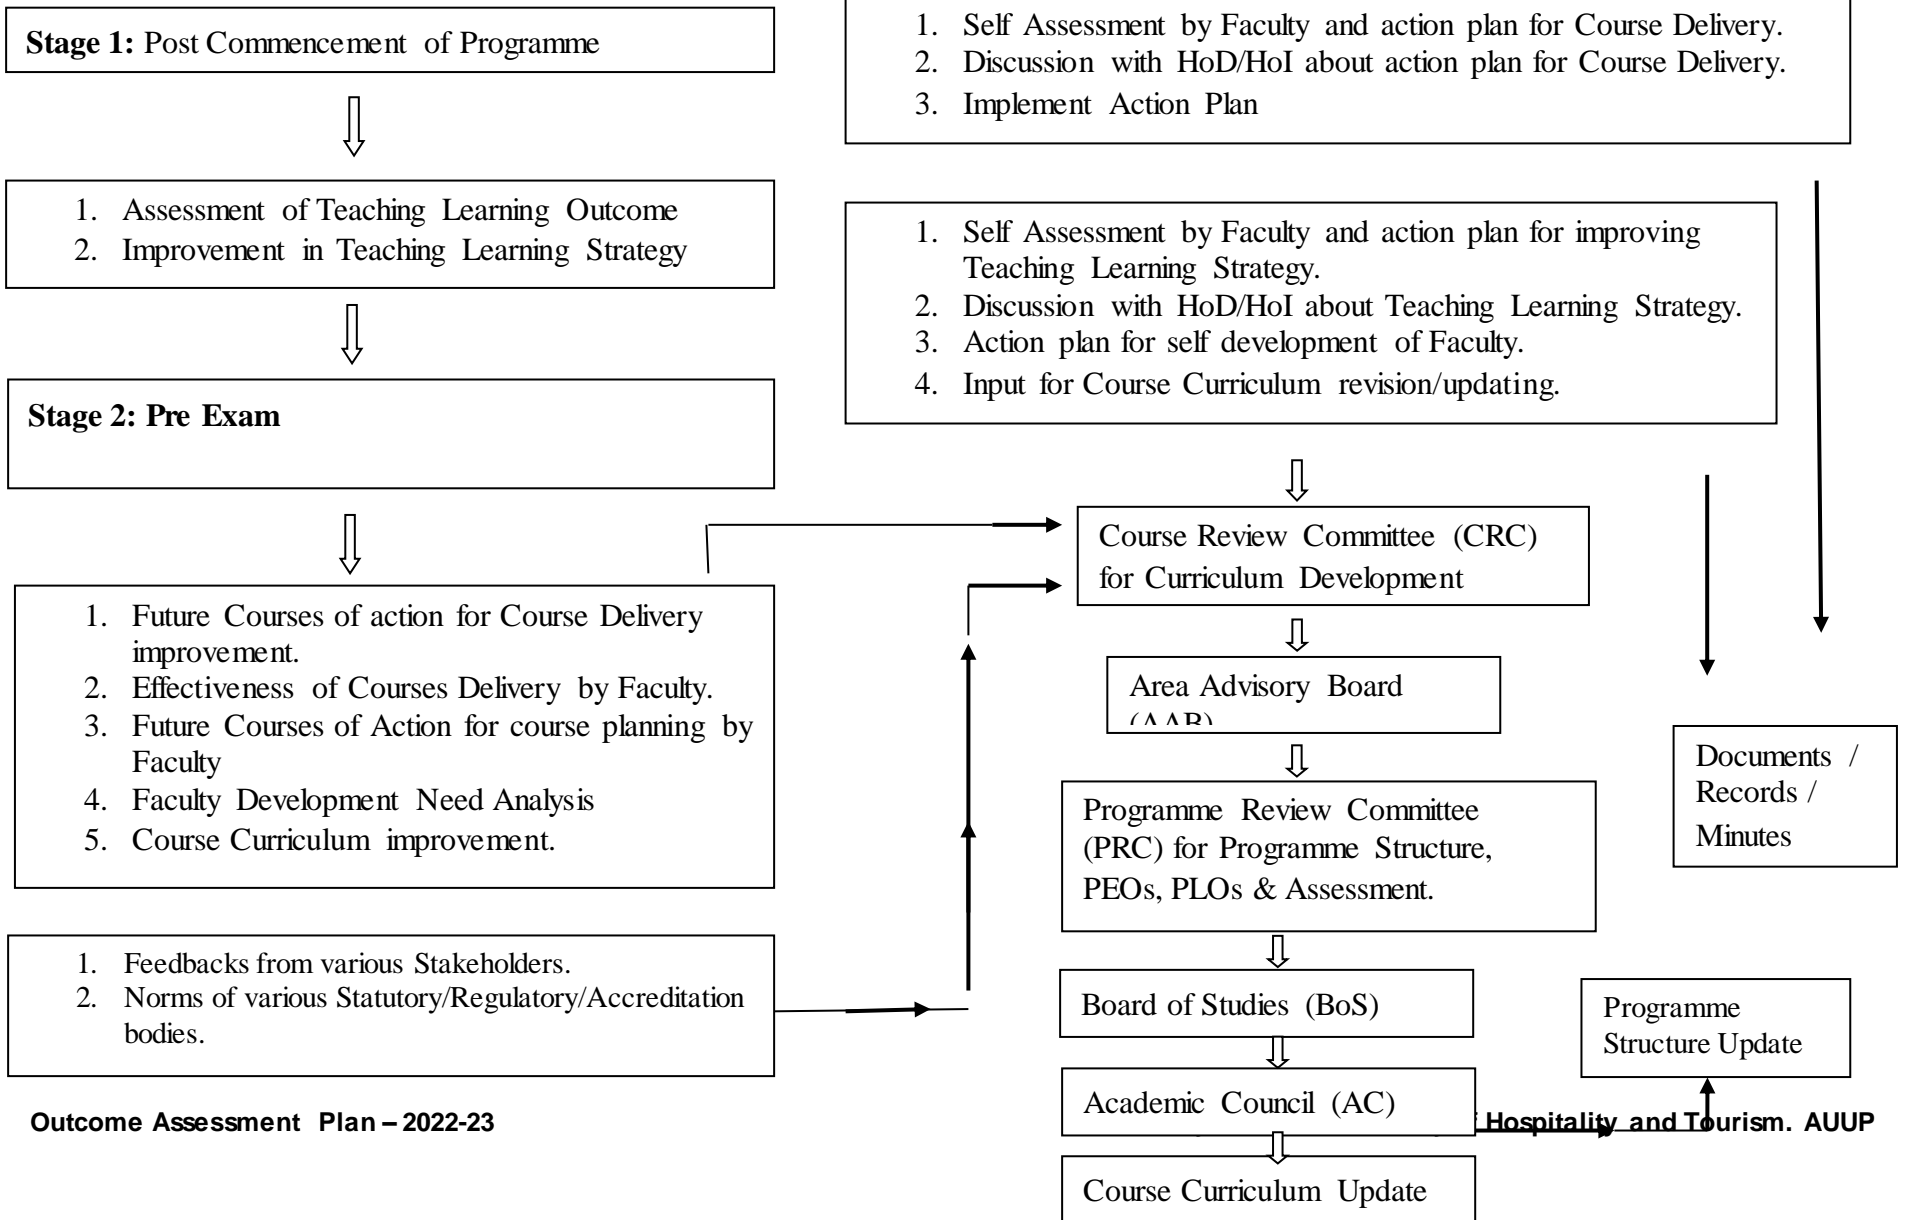 Stage 1: Post Commencement of Programme
1. Assessment of Teaching Learning Outcome
2. Improvement in Teaching Learning Strategy
Stage 2: Pre Exam
1. Future Courses of action for Course Delivery
improvement.
2. Effectiveness of Courses Delivery by Faculty.
3. Future Courses of Action for course planning by
Faculty
4. Faculty Development Need Analysis
5. Course Curriculum improvement.
1. Feedbacks from various Stakeholders.
2. Norms of various Statutory/Regulatory/Accreditation
bodies.
1. Self Assessment by Faculty and action plan for Course Delivery.
2. Discussion with HoD/HoI about action plan for Course Delivery.
3. Implement Action Plan
1. Self Assessment by Faculty and action plan for improving
Teaching Learning Strategy.
2. Discussion with HoD/HoI about Teaching Learning Strategy.
3. Action plan for self development of Faculty.
4. Input for Course Curriculum revision/updating.
Course Review Committee (CRC)
for Curriculum Development
Area Advisory Board
(AAB)
Programme Review Committee
(PRC) for Programme Structure,
PEOs, PLOs & Assessment.
Board of Studies (BoS)
Academic Council (AC)
Course Curriculum Update
Documents /
Records /
Minutes
Programme
Structure Update
Outcome Assessment Plan – 2022-23
Hospitality and Tourism. AUUP